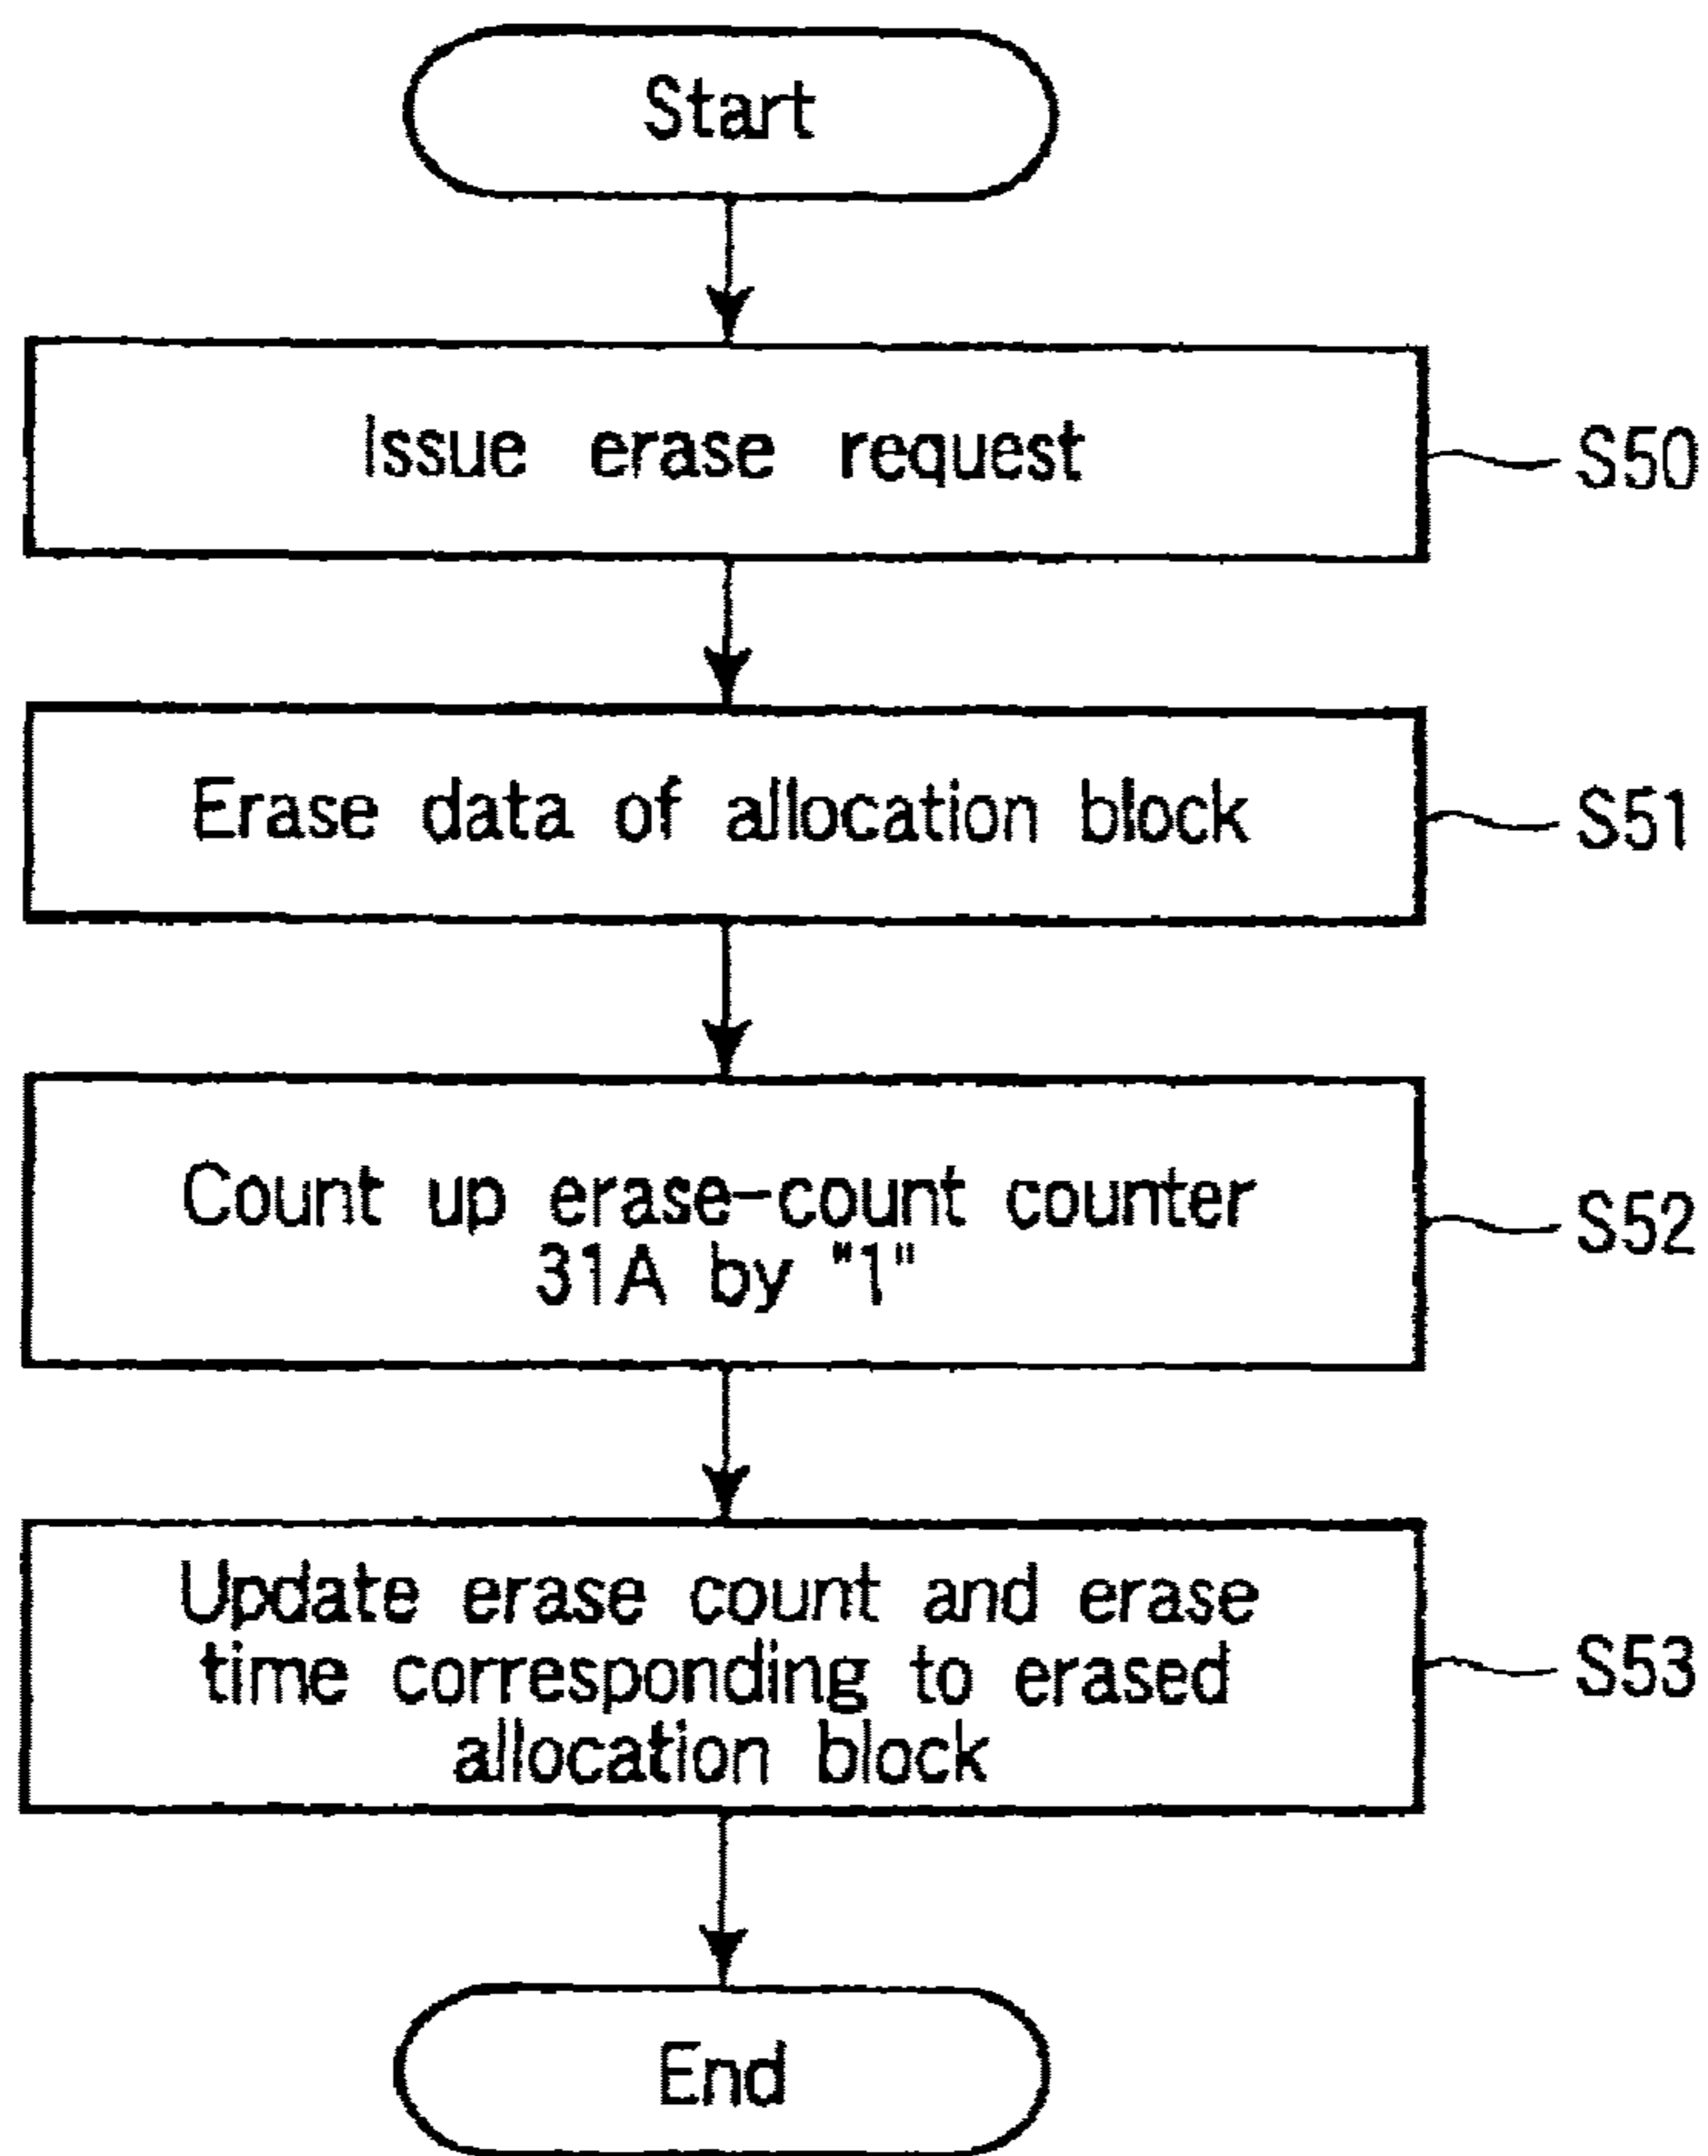 Start
Issue erase request
S50
Erase data of allocation block
S51
Count up erase-count counter
31A by "1"
S52
Update erase count and erase
time corresponding to erased
allocation block
S53
End